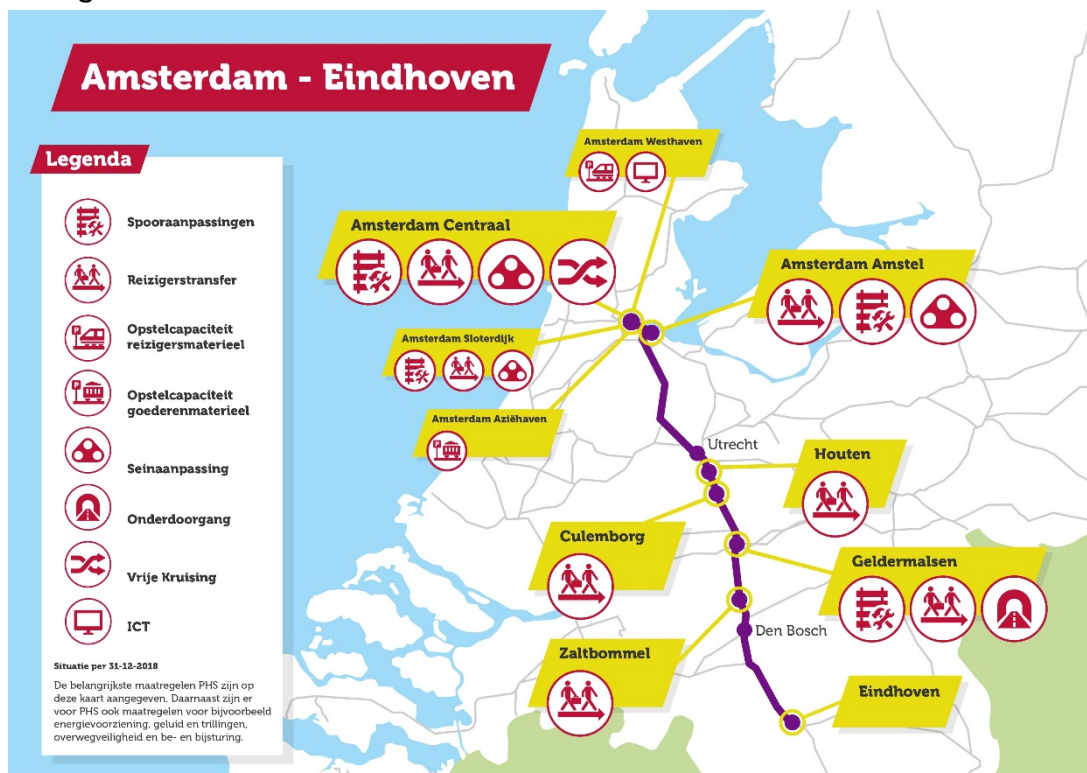 Amsterdam - Eindhoven
Legenda
Spooraanpassingen
Reizigerstransfer
Opstelcapaciteit
reizigersmaterieel
Opstelcapaciteit
goederenmaterieel
Seinaanpassing
Onderdoorgang
Vrije Kruising
ICT
Situatie per 31-12-2018
De belangrijkste maatregelen PHS zijn op
deze kaart aangegeven. Daarnaast zijn er
voor PHS ook maatregelen voor bijvoorbeeld
energievoorziening, geluid en trillingen,
overwegveiligheid en be- en bijsturing.
Amsterdam Westhaven
P
Amsterdam Centraal
Amsterdam Amstel
Amsterdam Sloterdijk
Amsterdam Aziëhaven
P
Utrecht
Houten
Culemborg
Geldermalsen
Den Bosch
Zaltbommel
Eindhoven